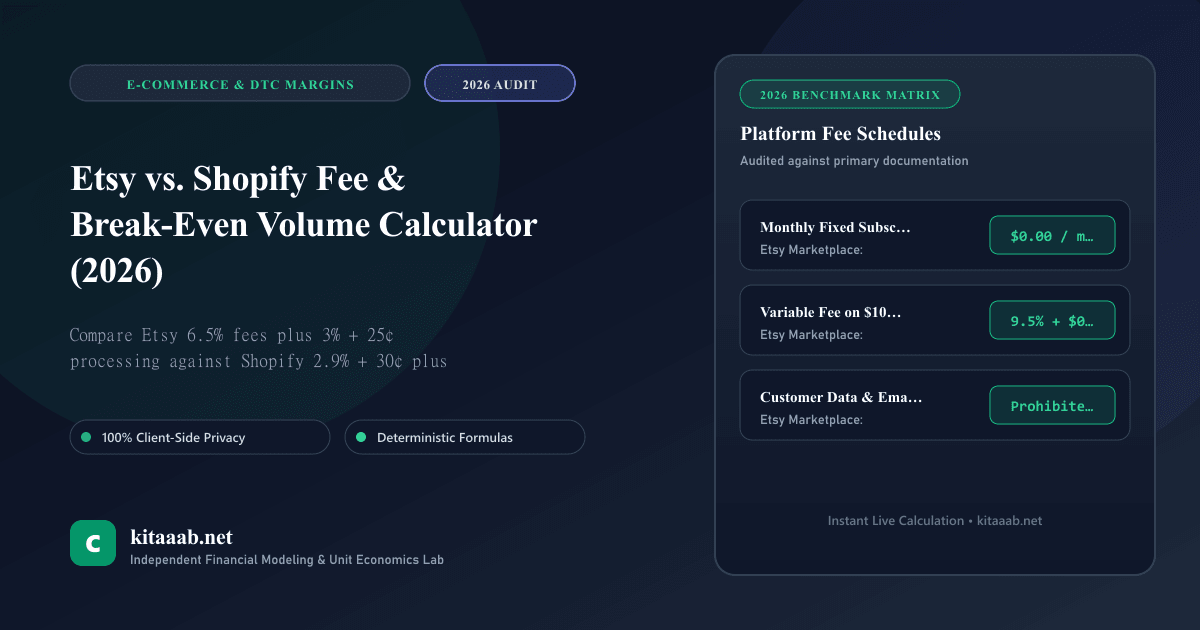 E-COMMERCE & DTC MARGINS
2026 AUDIT
Etsy vs. Shopify Fee &
Break-Even Volume Calculator
(2026)
Compare Etsy 6.5% fees plus 3% + 25¢
processing against Shopify 2.9% + 30¢ plus
100% Client-Side Privacy
Deterministic Formulas
C
kitaaab.net
Independent Financial Modeling & Unit Economics Lab
2026 BENCHMARK MATRIX
Platform Fee Schedules
Audited against primary documentation
Monthly Fixed Subsc…
Etsy Marketplace:
$0.00 / m…
Variable Fee on $10…
Etsy Marketplace:
9.5% + $0…
Customer Data & Ema…
Etsy Marketplace:
Prohibite…
Instant Live Calculation • kitaaab.net